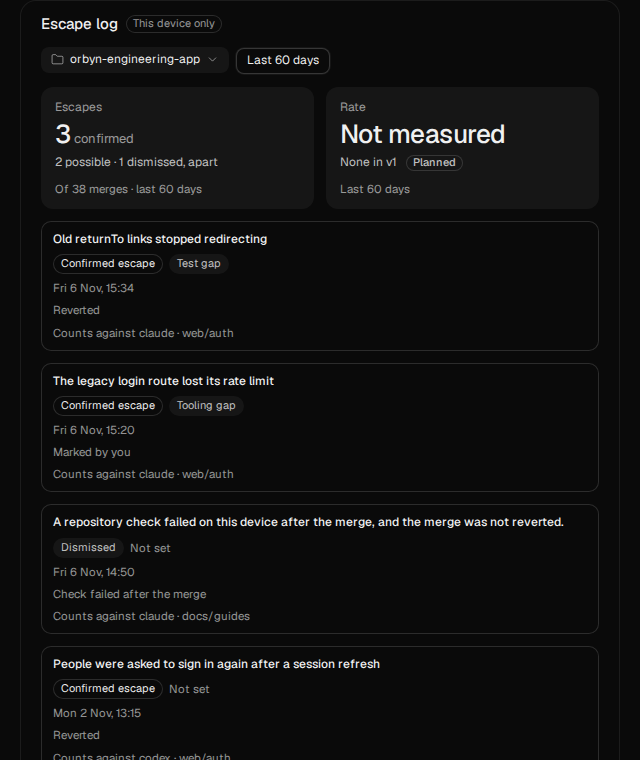 Escape log This device only
orbyn-engineering-app Last 60 days
Escapes
3 confirmed
2 possible · 1 dismissed, apart
Of 38 merges · last 60 days
Rate
Not measured
None in v1 Planned
Last 60 days
Old returnTo links stopped redirecting
Confirmed escape Test gap
Fri 6 Nov, 15:34
Reverted
Counts against claude · web/auth
The legacy login route lost its rate limit
Confirmed escape Tooling gap
Fri 6 Nov, 15:20
Marked by you
Counts against claude · web/auth
A repository check failed on this device after the merge, and the merge was not reverted.
Dismissed Not set
Fri 6 Nov, 14:50
Check failed after the merge
Counts against claude · docs/guides
People were asked to sign in again after a session refresh
Confirmed escape Not set
Mon 2 Nov, 13:15
Reverted
Counts against codex · web/auth